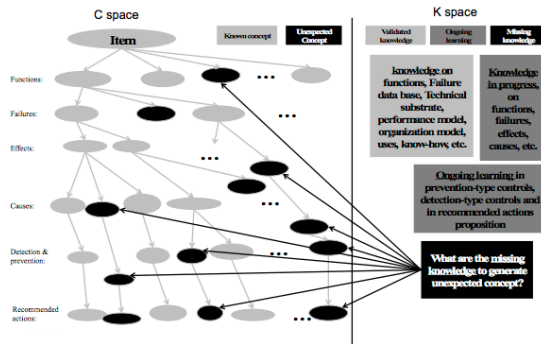 C space
K space
Item
Known concept
Unexpected
Concept
Validated
knowledge
Ongoing
learning
Missing
knowledge
Functions:
Failures:
Effects:
Causes:
Detection &
prevention:
Recommended
actions:
...
...
...
...
...
...
knowledge on
functions, Failure
data base, Technical
substrate,
performance model,
organization model,
uses, know-how, etc.
Knowledge
in progress,
on
functions,
failures,
effects,
causes, etc.
Ongoing learning in
prevention-type controls,
detection-type controls and
in recommended actions
proposition
What are the missing
knowledge to generate
unexpected concept?